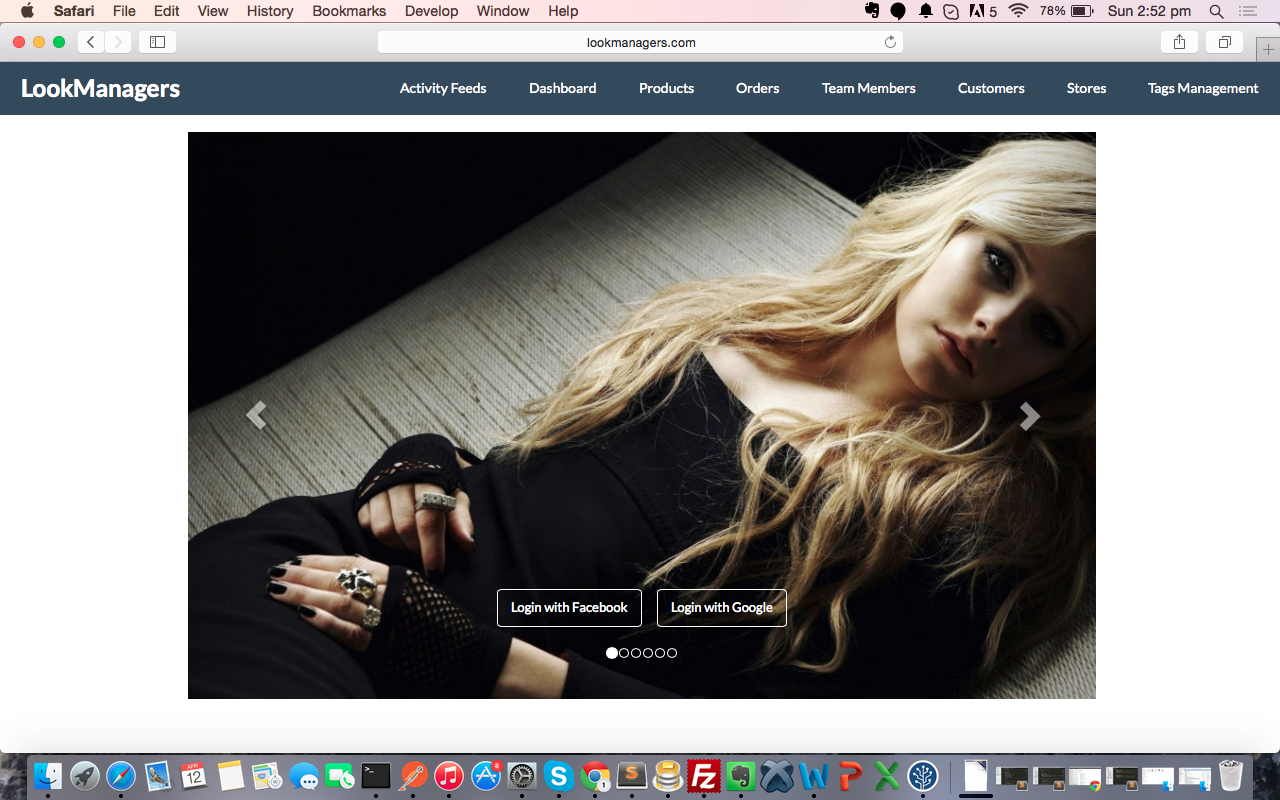 Safari File Edit View History Bookmarks Develop Window Help 5 78% Sun 2:52 pm
lookmanagers.com
LookManagers Activity Feeds Dashboard Products Orders Team Members Customers Stores Tags Management
Login with Facebook Login with Google
APR
12
8
1